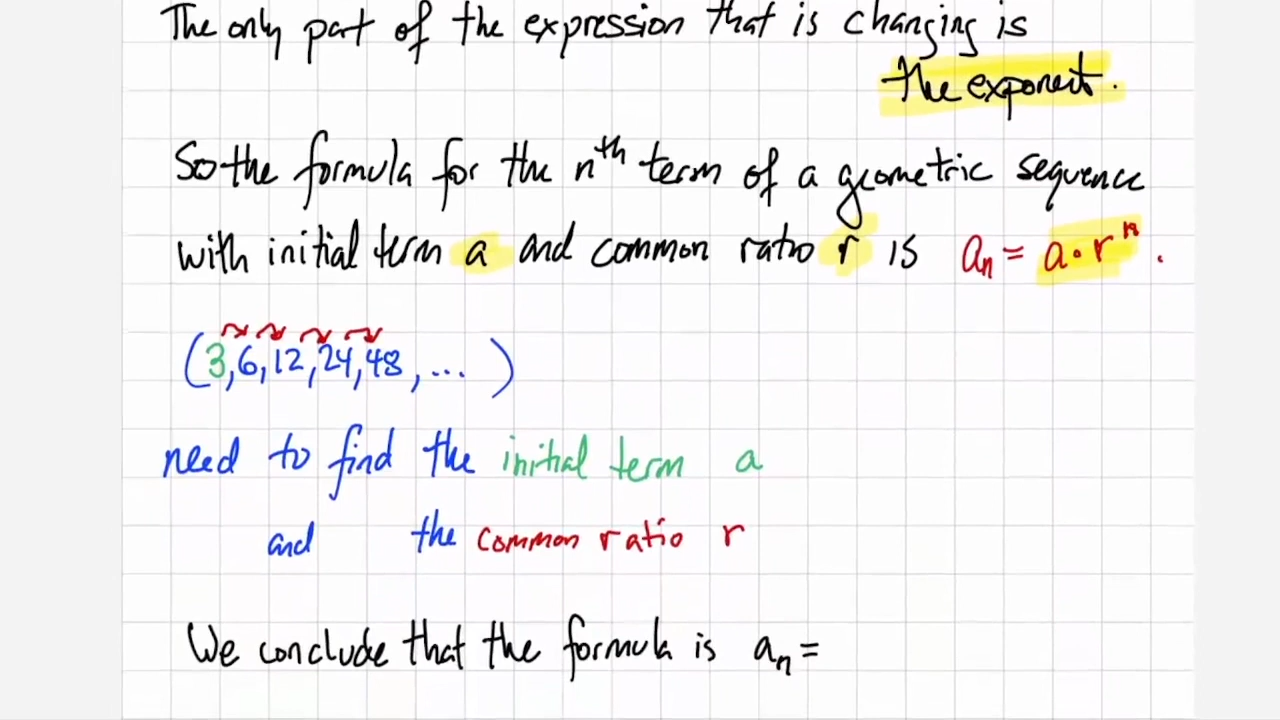 The only part of the expression that is changing is
the exponent.
So the formula for the nᵗʰ term of a geometric sequence
with initial term a and common ratio r is aₙ = a · rⁿ.
(3, 6, 12, 24, 48, ... )
need to find the initial term a
and the common ratio r
We conclude that the formula is aₙ =